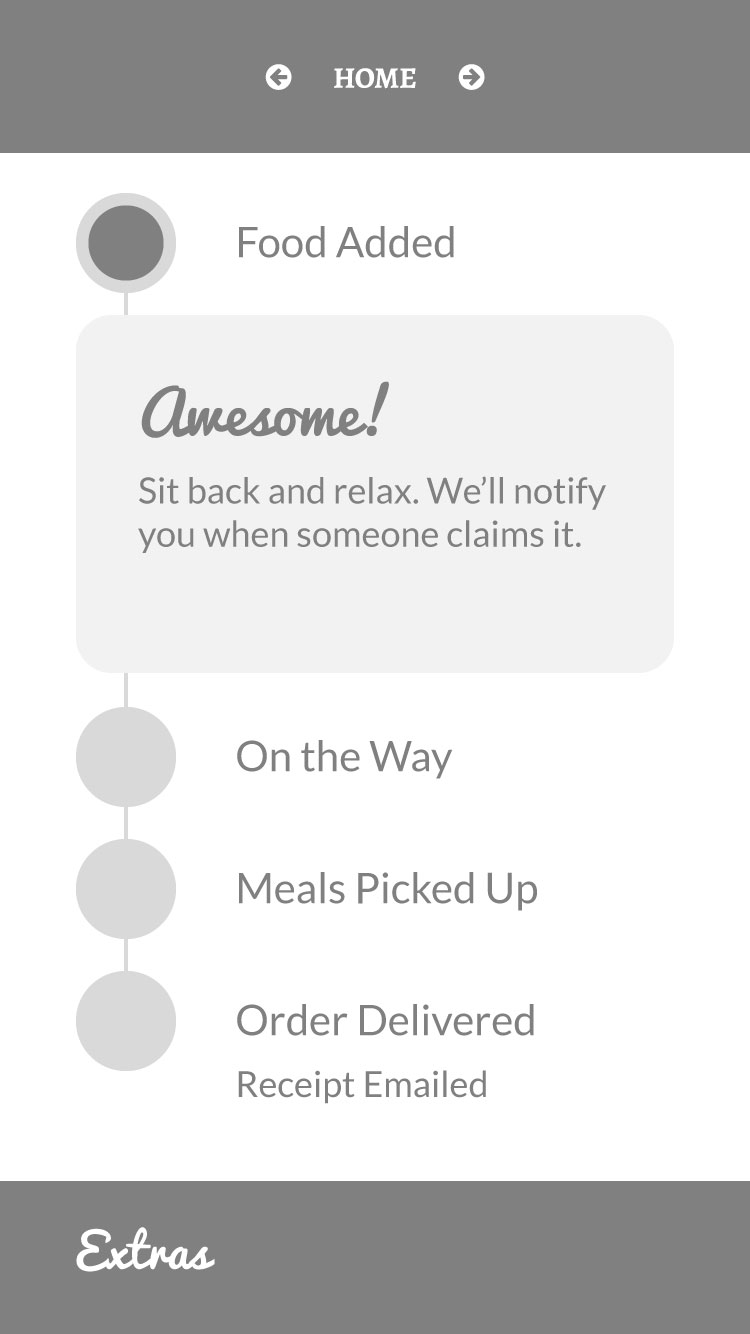 HOME
Food Added
Awesome!
Sit back and relax. We’ll notify
you when someone claims it.
On the Way
Meals Picked Up
Order Delivered
Receipt Emailed
Extras